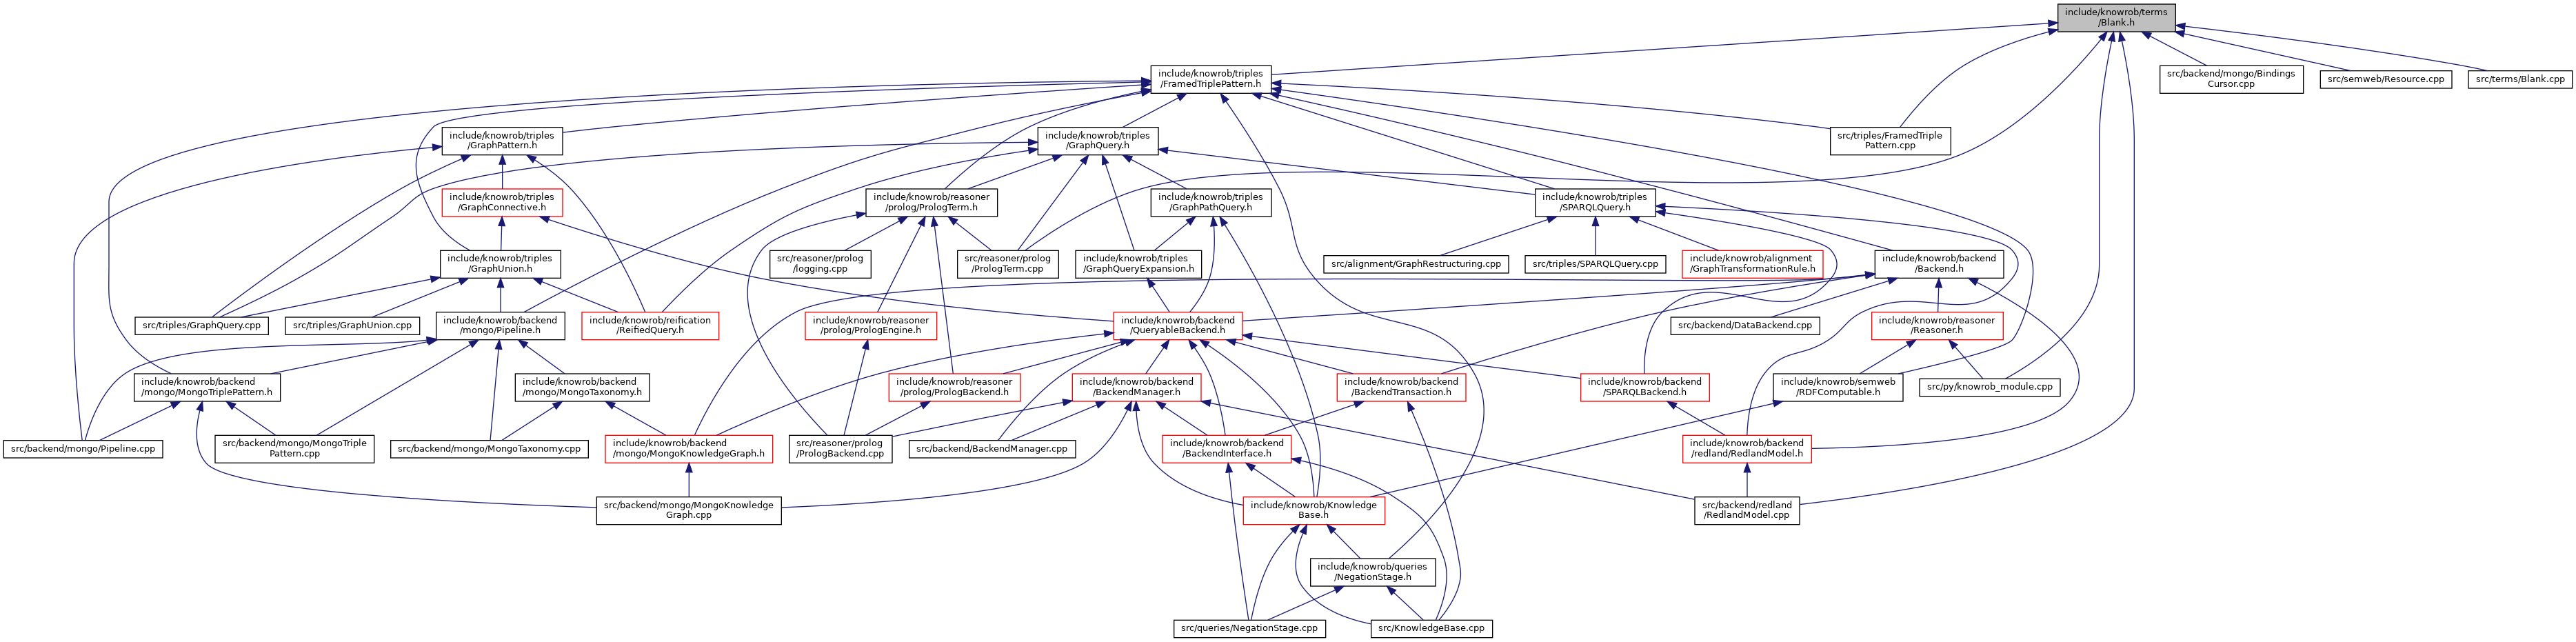 include/knowrob/terms
/Blank.h
include/knowrob/triples
/FramedTriplePattern.h
src/backend/mongo/Bindings
Cursor.cpp
src/semweb/Resource.cpp
src/terms/Blank.cpp
include/knowrob/triples
/GraphPattern.h
include/knowrob/triples
/GraphQuery.h
src/triples/FramedTriple
Pattern.cpp
include/knowrob/triples
/GraphConnective.h
include/knowrob/reasoner
/prolog/PrologTerm.h
include/knowrob/triples
/GraphPathQuery.h
include/knowrob/triples
/SPARQLQuery.h
include/knowrob/triples
/GraphUnion.h
src/reasoner/prolog
/logging.cpp
src/reasoner/prolog
/PrologTerm.cpp
include/knowrob/triples
/GraphQueryExpansion.h
src/alignment/GraphRestructuring.cpp
src/triples/SPARQLQuery.cpp
include/knowrob/alignment
/GraphTransformationRule.h
include/knowrob/backend
/Backend.h
src/triples/GraphQuery.cpp
src/triples/GraphUnion.cpp
include/knowrob/backend
/mongo/Pipeline.h
include/knowrob/reification
/ReifiedQuery.h
include/knowrob/reasoner
/prolog/PrologEngine.h
include/knowrob/backend
/QueryableBackend.h
src/backend/DataBackend.cpp
include/knowrob/reasoner
/Reasoner.h
include/knowrob/backend
/mongo/MongoTriplePattern.h
include/knowrob/backend
/mongo/MongoTaxonomy.h
include/knowrob/reasoner
/prolog/PrologBackend.h
include/knowrob/backend
/BackendManager.h
include/knowrob/backend
/BackendTransaction.h
include/knowrob/backend
/SPARQLBackend.h
include/knowrob/semweb
/RDFComputable.h
src/py/knowrob_module.cpp
src/backend/mongo/Pipeline.cpp
src/backend/mongo/MongoTriple
Pattern.cpp
src/backend/mongo/MongoTaxonomy.cpp
include/knowrob/backend
/mongo/MongoKnowledgeGraph.h
src/reasoner/prolog
/PrologBackend.cpp
src/backend/BackendManager.cpp
include/knowrob/backend
/BackendInterface.h
include/knowrob/backend
/redland/RedlandModel.h
src/backend/mongo/MongoKnowledge
Graph.cpp
include/knowrob/Knowledge
Base.h
src/backend/redland
/RedlandModel.cpp
include/knowrob/queries
/NegationStage.h
src/queries/NegationStage.cpp
src/KnowledgeBase.cpp